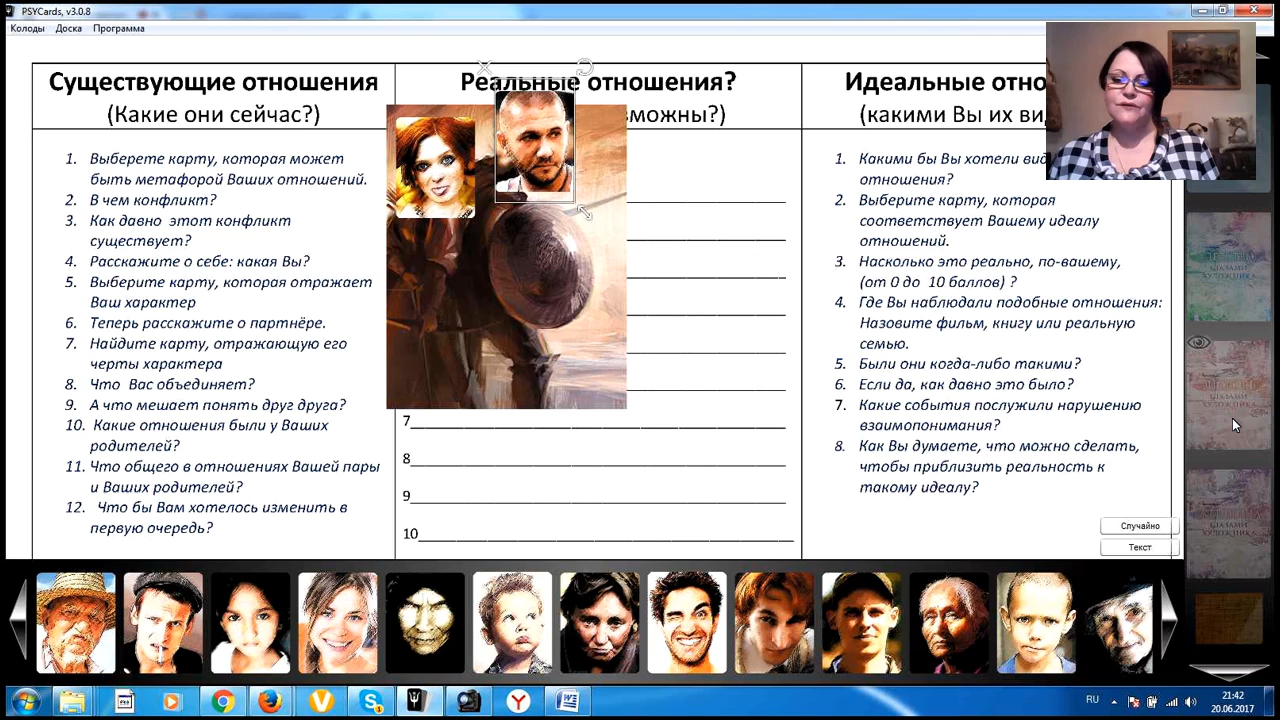 PSYCards, v3.0.8
Колоды Доска Программа
Существующие отношения
(Какие они сейчас?)
1. Выберете карту, которая может
быть метафорой Ваших отношений.
2. В чем конфликт?
3. Как давно этот конфликт
существует?
4. Расскажите о себе: какая Вы?
5. Выберите карту, которая отражает
Ваш характер
6. Теперь расскажите о партнёре.
7. Найдите карту, отражающую его
черты характера
8. Что Вас объединяет?
9. А что мешает понять друг друга?
10. Какие отношения были у Ваших
родителей?
11. Что общего в отношениях Вашей пары
и Ваших родителей?
12. Что бы Вам хотелось изменить в
первую очередь?
Реальные отношения?
зможны?)
7
8
9
10
Идеальные отно
(какими Вы их ви
1. Какими бы Вы хотели вид
отношения?
2. Выберите карту, которая
соответствует Вашему идеалу
отношений.
3. Насколько это реально, по-вашему,
(от 0 до 10 баллов) ?
4. Где Вы наблюдали подобные отношения:
Назовите фильм, книгу или реальную
семью.
5. Были они когда-либо такими?
6. Если да, как давно это было?
7. Какие события послужили нарушению
взаимопонимания?
8. Как Вы думаете, что можно сделать,
чтобы приблизить реальность к
такому идеалу?
Случайно
Текст
RU
21:42
20.06.2017